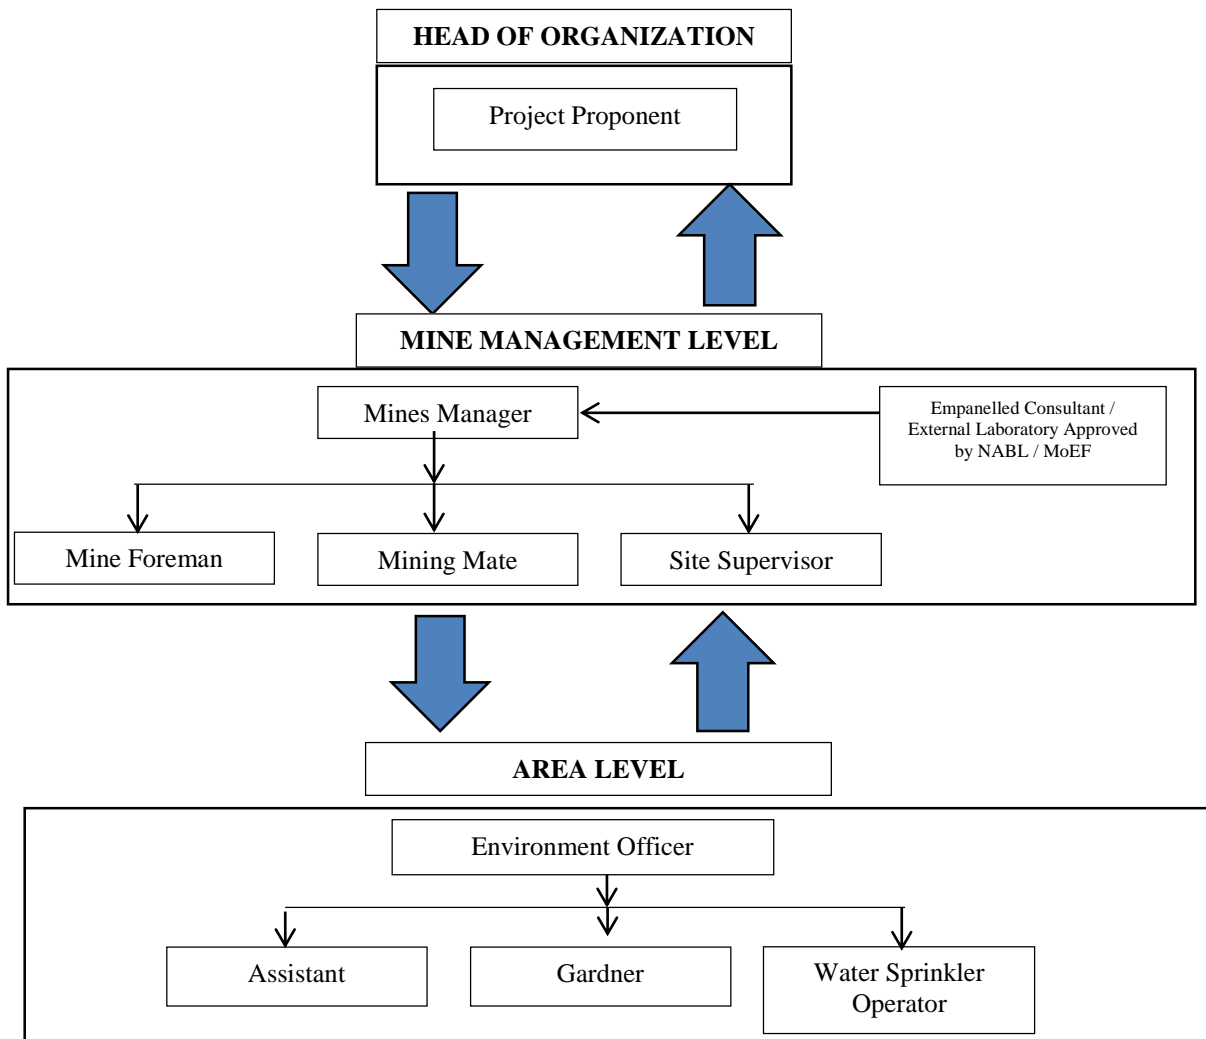 HEAD OF ORGANIZATION
Project Proponent
MINE MANAGEMENT LEVEL
Mines Manager
Empanelled Consultant /
External Laboratory Approved
by NABL / MoEF
Mine Foreman
Mining Mate
Site Supervisor
AREA LEVEL
Environment Officer
Assistant
Gardner
Water Sprinkler
Operator